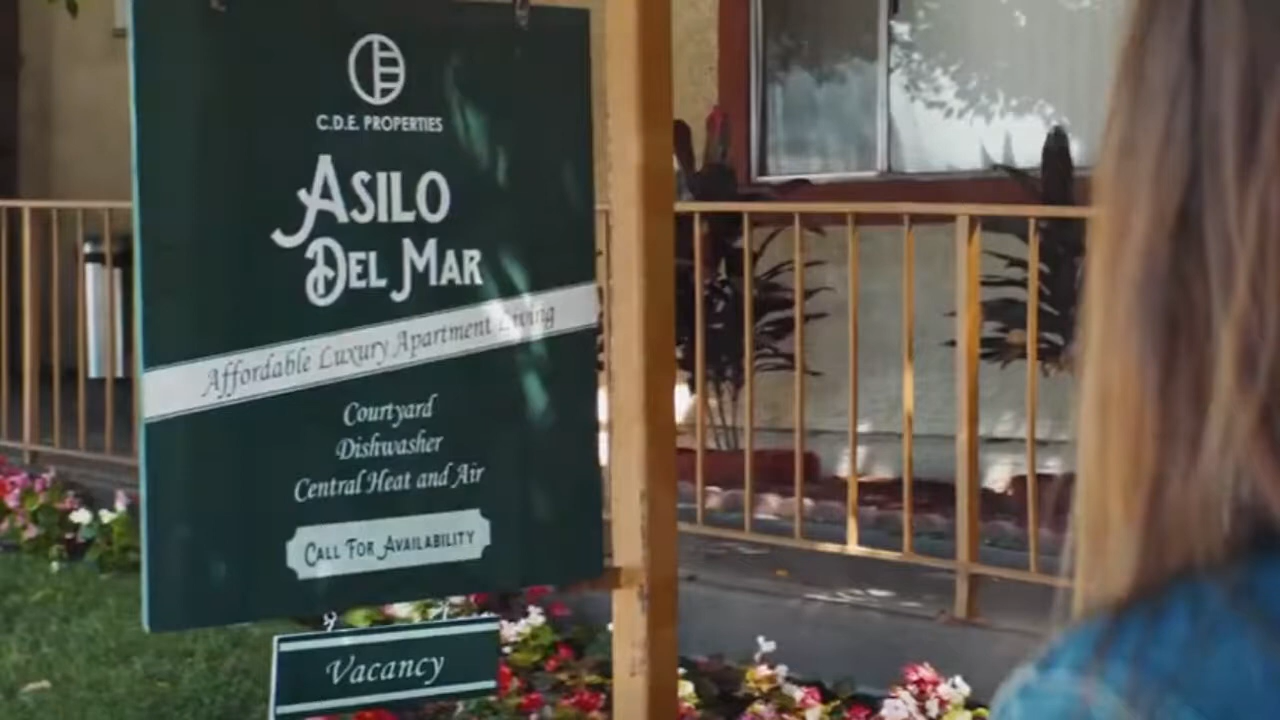 C.D.E. PROPERTIES
ASILO
DEL MAR
Affordable Luxury Apartment Living
Courtyard
Dishwasher
Central Heat and Air
CALL FOR AVAILABILITY
Vacancy